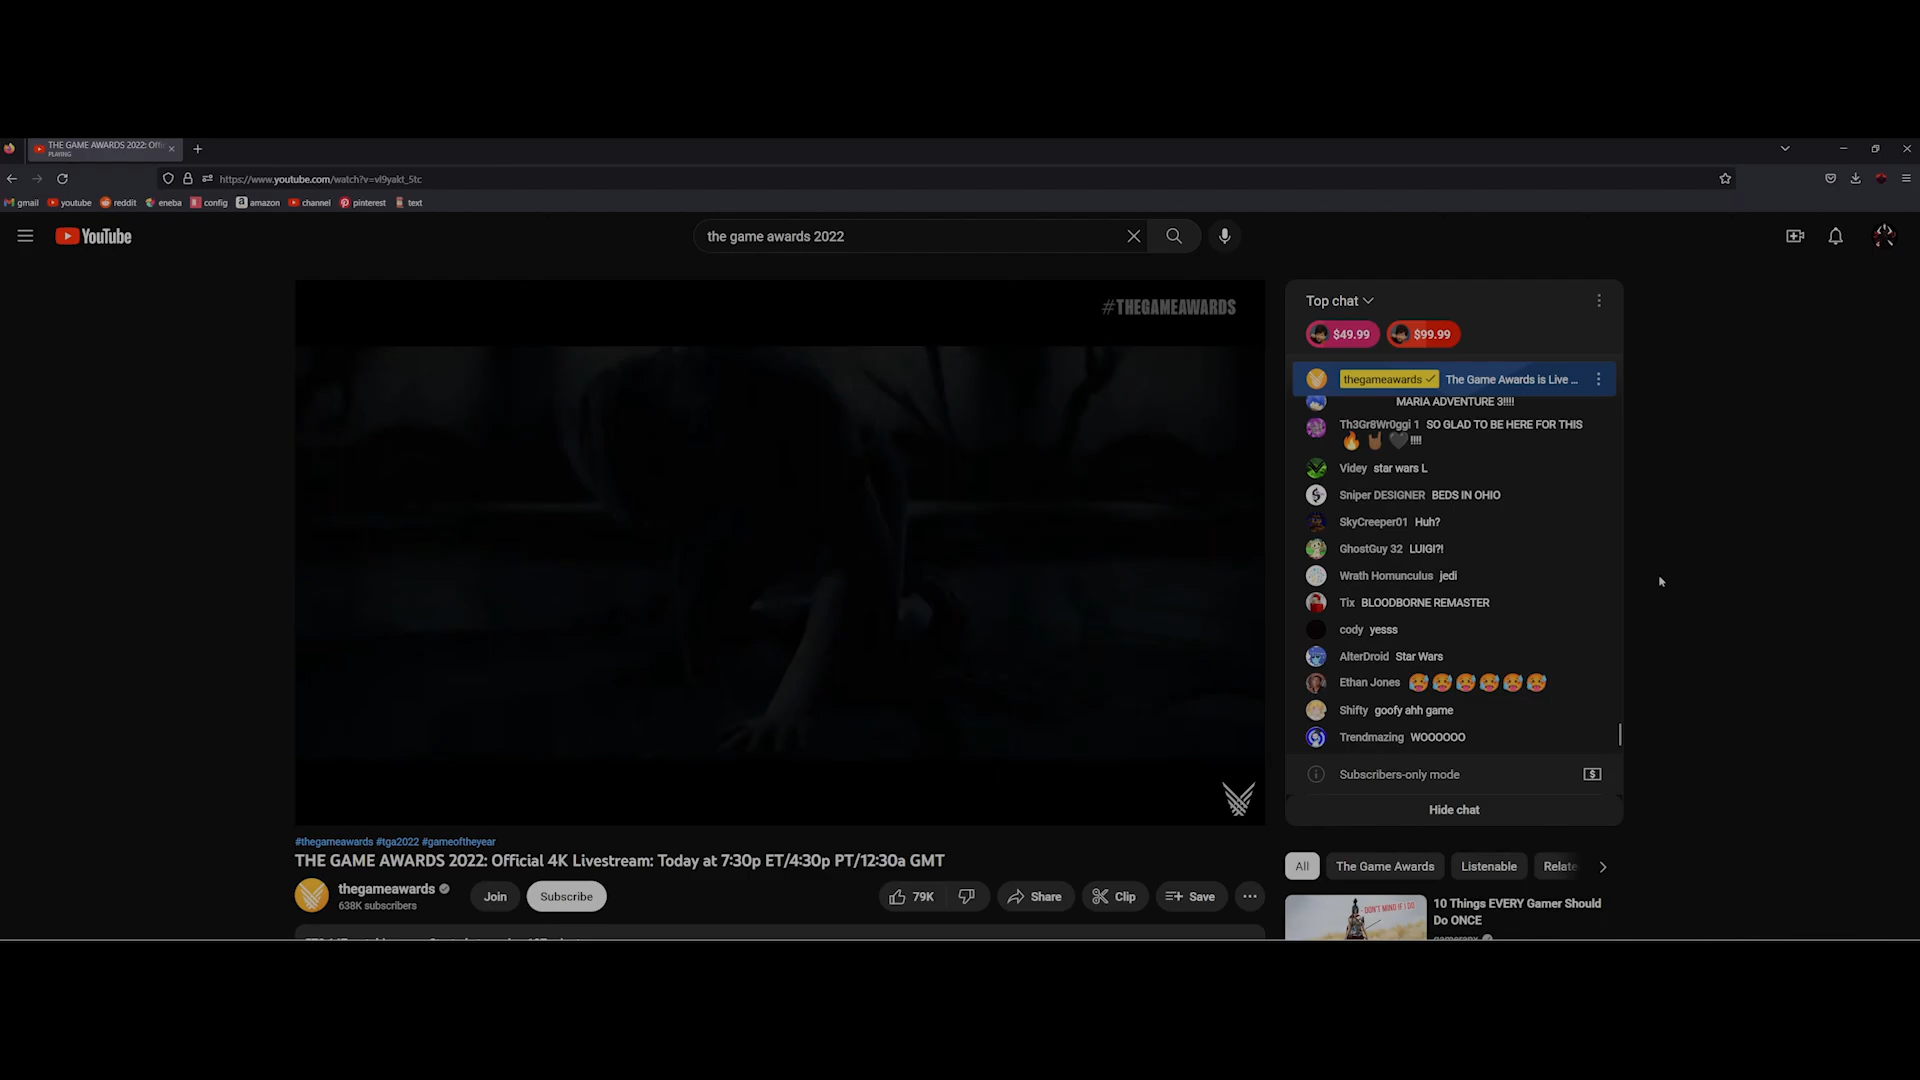 THE GAME AWARDS 2022: Offi
PLAYING
https://www.youtube.com/watch?v=vl9yakt_5tc
gmail youtube reddit eneba config amazon channel pinterest text
YouTube
the game awards 2022
#THEGAMEAWARDS
Top chat
$49.99 $99.99
thegameawards The Game Awards is Live ...
MARIA ADVENTURE 3!!!!
Th3Gr8Wr0ggi 1 SO GLAD TO BE HERE FOR THIS
🔥 🤘🏾 🖤 !!!!
Videy star wars L
Sniper DESIGNER BEDS IN OHIO
SkyCreeper01 Huh?
GhostGuy 32 LUIGI?!
Wrath Homunculus jedi
Tix BLOODBORNE REMASTER
cody yesss
AlterDroid Star Wars
Ethan Jones 🥵🥵🥵🥵🥵🥵
Shifty goofy ahh game
Trendmazing WOOOOOO
Subscribers-only mode
Hide chat
#thegameawards #tga2022 #gameoftheyear
THE GAME AWARDS 2022: Official 4K Livestream: Today at 7:30p ET/4:30p PT/12:30a GMT
thegameawards
638K subscribers
Join
Subscribe
79K
Share
Clip
Save
All The Game Awards Listenable Relate
- DON'T MIND IF I DO
10 Things EVERY Gamer Should
Do ONCE